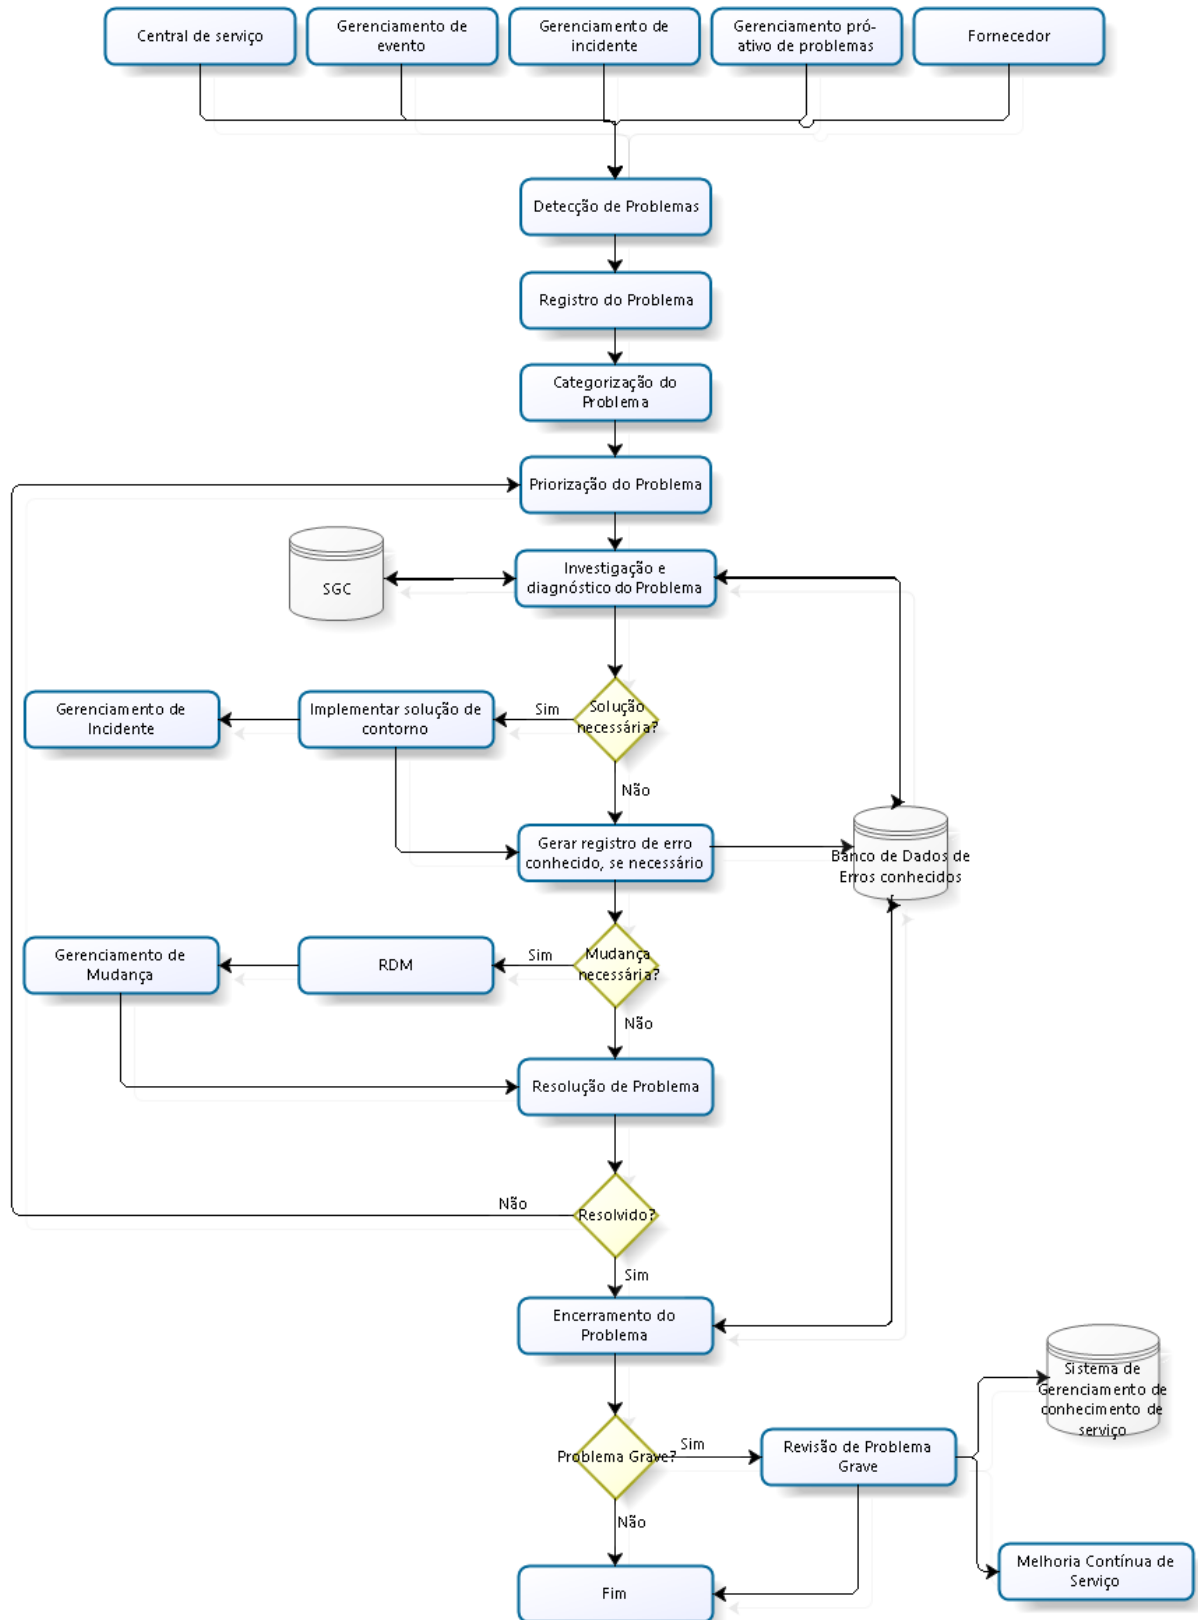 Central de serviço
Gerenciamento de
evento
Gerenciamento de
incidente
Gerenciamento pró-
ativo de problemas
Fornecedor
Detecção de Problemas
Registro do Problema
Categorização do
Problema
Priorização do Problema
Investigação e
diagnóstico do Problema
SGC
Solução
necessária?
Sim
Implementar solução de
contorno
Gerenciamento de
Incidente
Não
Gerar registro de erro
conhecido, se necessário
Banco de Dados de
Erros conhecidos
Mudança
necessária?
Sim
RDM
Gerenciamento de
Mudança
Não
Resolução de Problema
Resolvido?
Não
Sim
Encerramento do
Problema
Problema Grave?
Sim
Revisão de Problema
Grave
Sistema de
Gerenciamento de
conhecimento de
serviço
Não
Melhoria Contínua de
Serviço
Fim